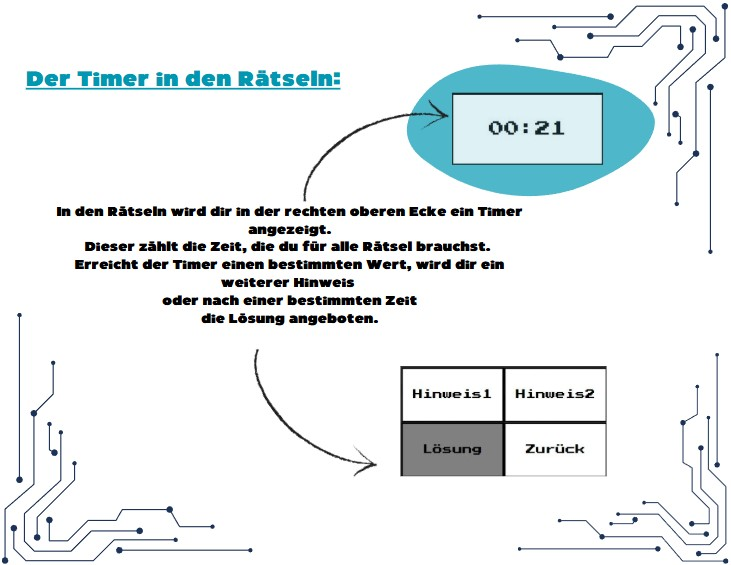 Der Timer in den Rätseln:
00:21
In den Rätseln wird dir in der rechten oberen Ecke ein Timer
angezeigt.
Dieser zählt die Zeit, die du für alle Rätsel brauchst.
Erreicht der Timer einen bestimmten Wert, wird dir ein
weiterer Hinweis
oder nach einer bestimmten Zeit
die Lösung angeboten.
Hinweis1 Hinweis2
Lösung Zurück